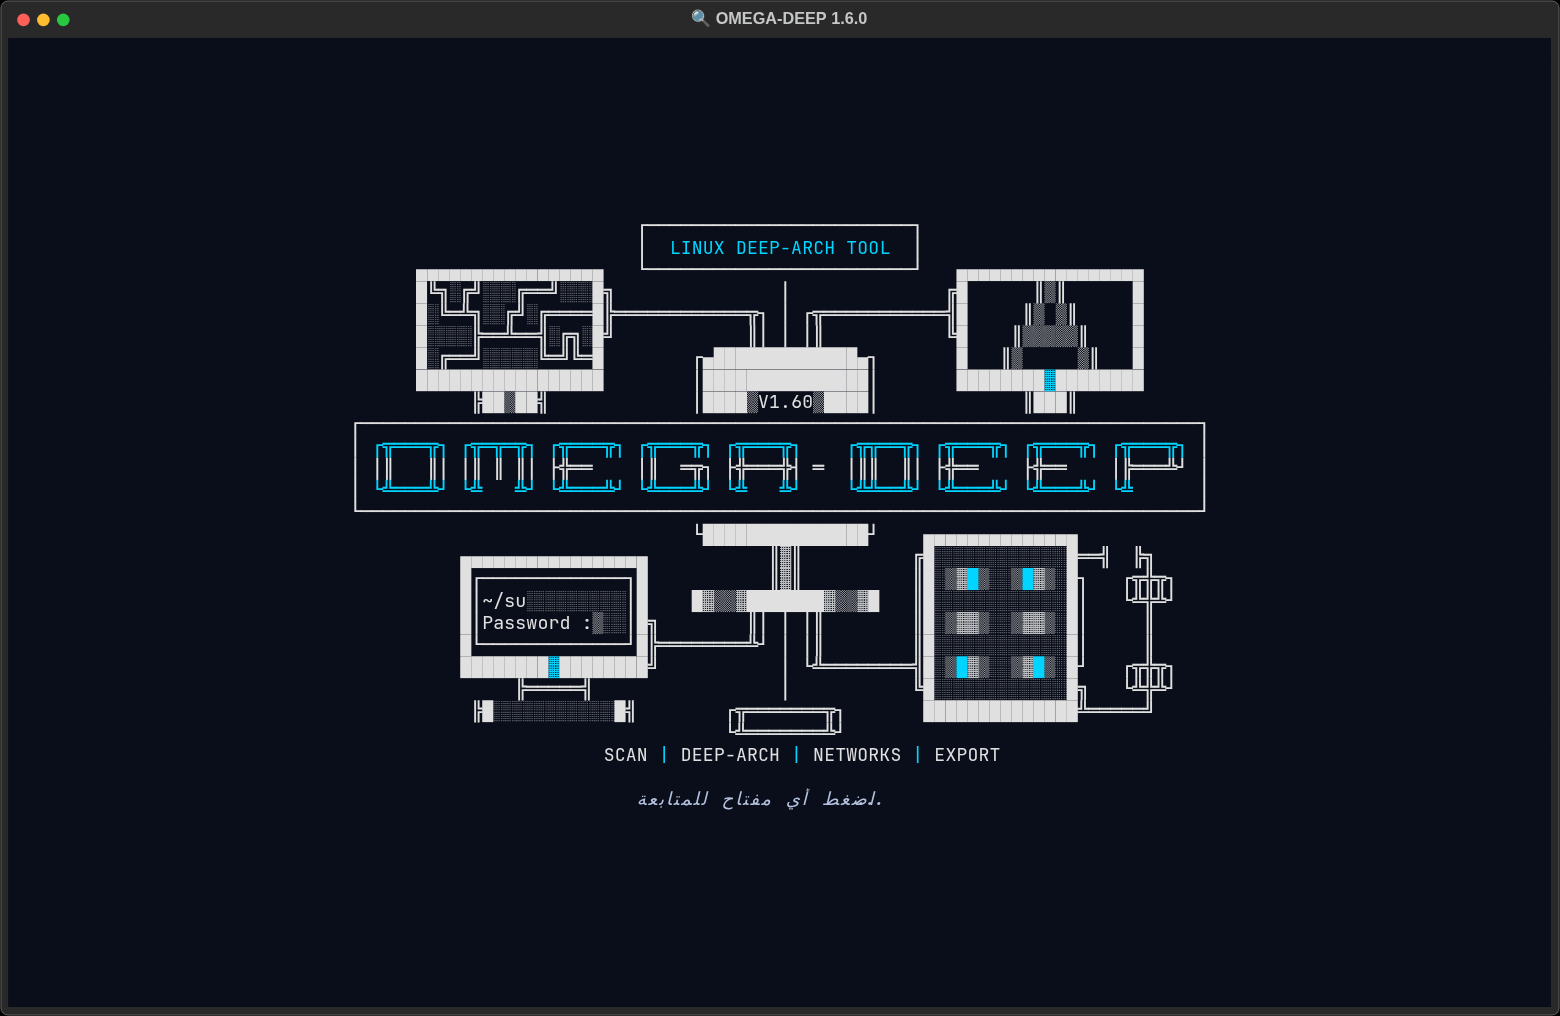 🔍 OMEGA-DEEP 1.6.0
LINUX DEEP-ARCH TOOL
V1.60
OMEGA-DEEP
~/su
Password :
SCAN | DEEP-ARCH | NETWORKS | EXPORT
اضغط أي مفتاح للمتابعة.